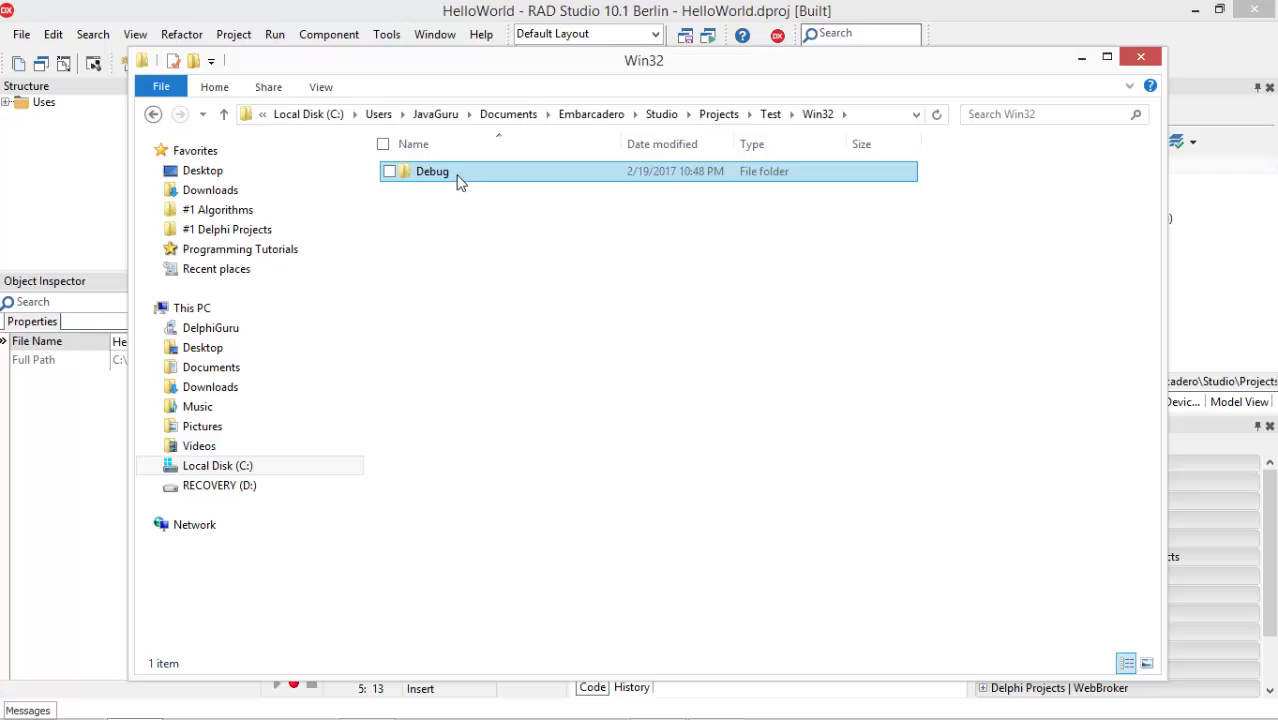 HelloWorld - RAD Studio 10.1 Berlin - HelloWorld.dproj [Built]
File Edit Search View Refactor Project Run Component Tools Window Help Default Layout Search
Structure
Uses
Object Inspector
Search
Properties
File Name He
Full Path C:\
Win32
File Home Share View
« Local Disk (C:) Users JavaGuru Documents Embarcadero Studio Projects Test Win32 Search Win32
Name Date modified Type Size
Debug 2/19/2017 10:48 PM File folder
Favorites
Desktop
Downloads
#1 Algorithms
#1 Delphi Projects
Programming Tutorials
Recent places
This PC
DelphiGuru
Desktop
Documents
Downloads
Music
Pictures
Videos
Local Disk (C:)
RECOVERY (D:)
Network
1 item
)
cadero\Studio\Projects
Devic... Model View
cts
5: 13 Insert Code History Delphi Projects | WebBroker
Messages